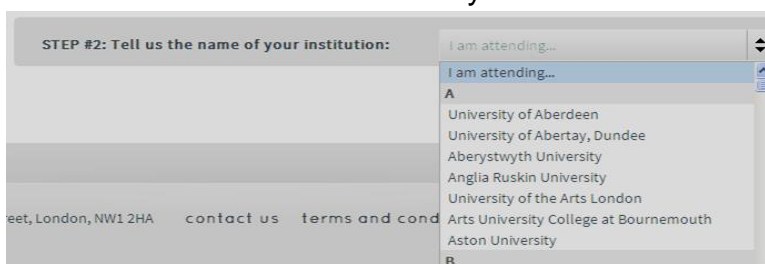 STEP #2: Tell us the name of your institution:
I am attending...
I am attending...
A
University of Aberdeen
University of Abertay, Dundee
Aberystwyth University
Anglia Ruskin University
University of the Arts London
Arts University College at Bournemouth
Aston University
B
reet, London, NW1 2HA contact us terms and cond